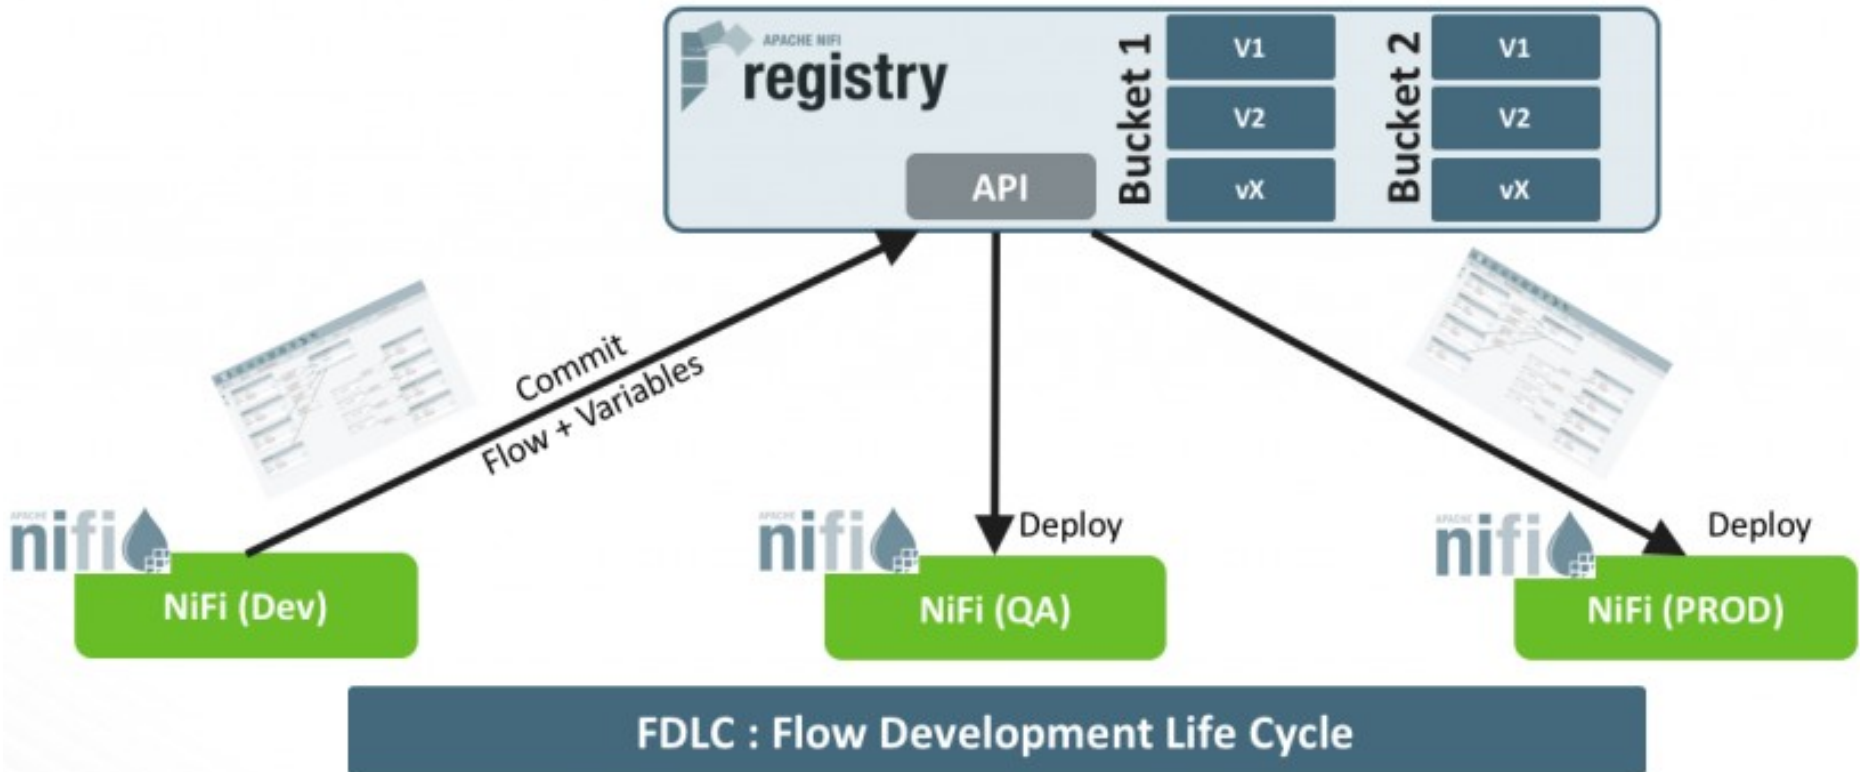 APACHE NIFI
registry
Bucket 1
V1
V2
vX
Bucket 2
V1
V2
vX
API
Commit
Flow + Variables
APACHE
nifi
NiFi (Dev)
APACHE
nifi
Deploy
NiFi (QA)
APACHE
nifi
Deploy
NiFi (PROD)
FDLC : Flow Development Life Cycle